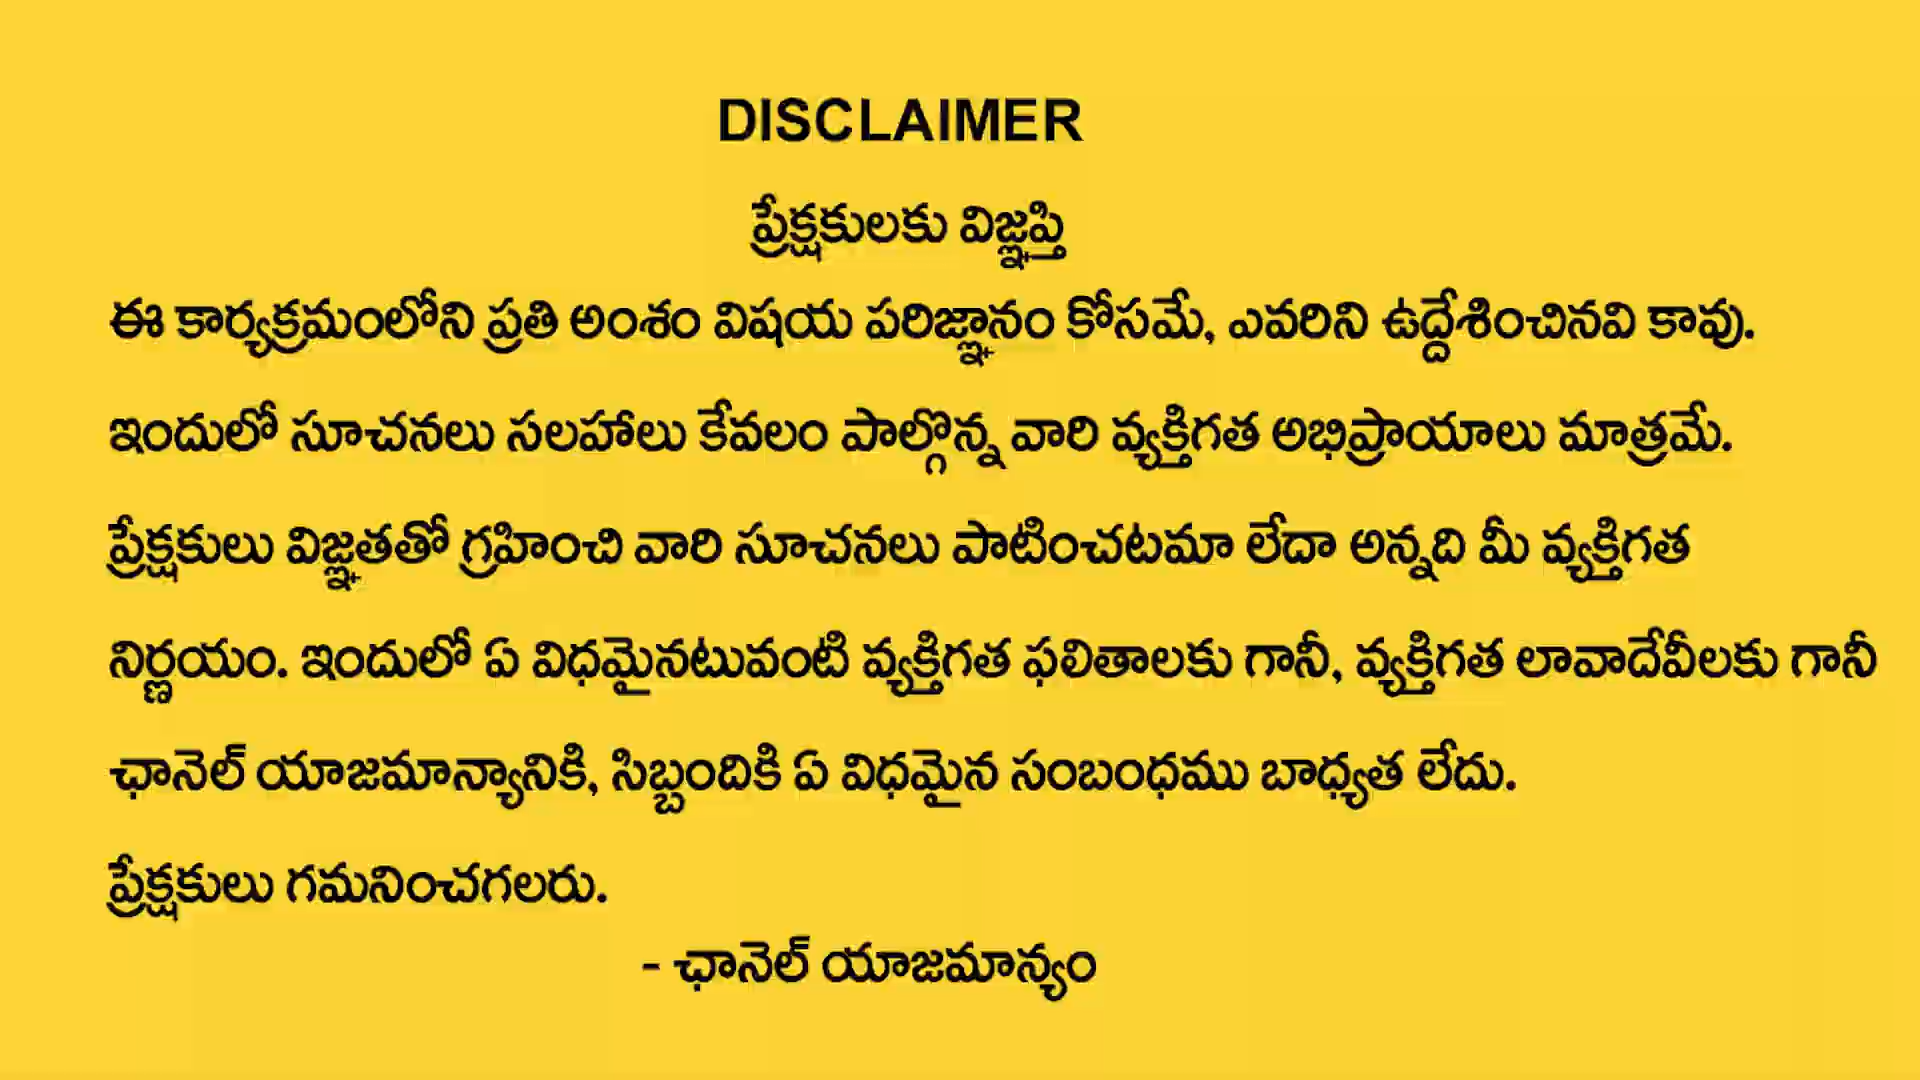 DISCLAIMER
ప్రేక్షకులకు విజ్ఞప్తి
ఈ కార్యక్రమంలోని ప్రతి అంశం విషయ పరిజ్ఞానం కోసమే, ఎవరిని ఉద్దేశించినవి కావు.
ఇందులో సూచనలు సలహాలు కేవలం పాల్గొన్న వారి వ్యక్తిగత అభిప్రాయాలు మాత్రమే.
ప్రేక్షకులు విజ్ఞతతో గ్రహించి వారి సూచనలు పాటించటమా లేదా అన్నది మీ వ్యక్తిగత
నిర్ణయం. ఇందులో ఏ విధమైనటువంటి వ్యక్తిగత ఫలితాలకు గానీ, వ్యక్తిగత లావాదేవీలకు గానీ
ఛానెల్ యాజమాన్యానికి, సిబ్బందికి ఏ విధమైన సంబంధము బాధ్యత లేదు.
ప్రేక్షకులు గమనించగలరు.
- ఛానెల్ యాజమాన్యం